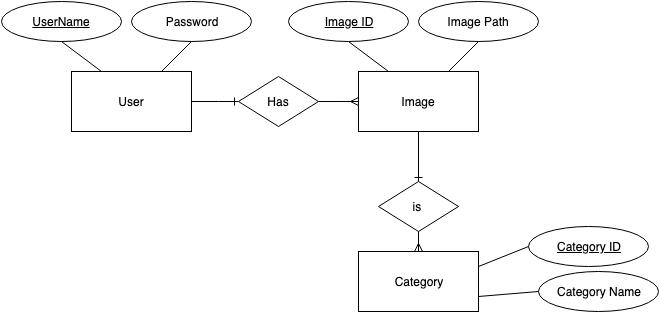 UserName
Password
Image ID
Image Path
User
Has
Image
is
Category ID
Category
Category Name